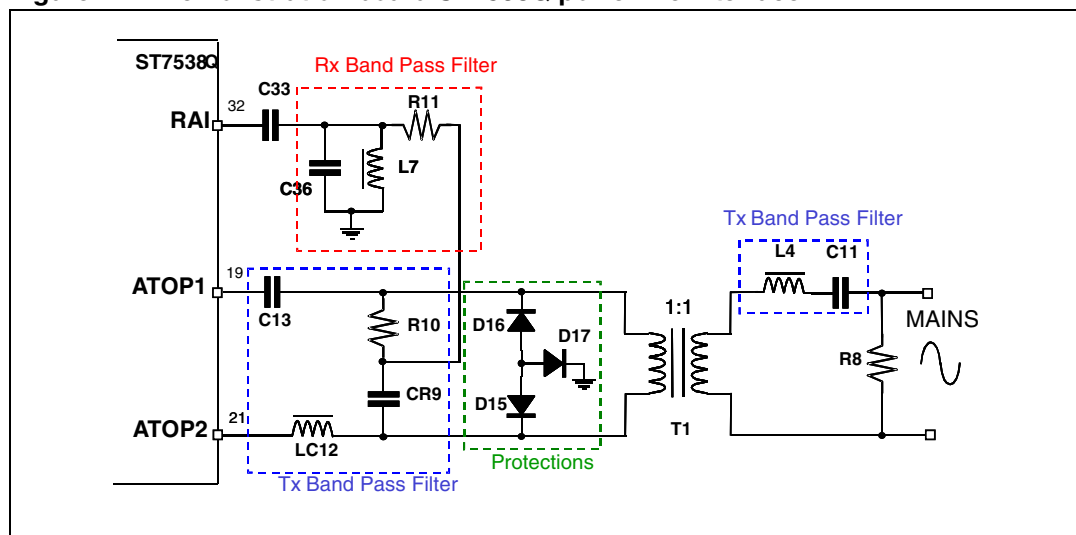 ST7538Q
Rx Band Pass Filter
C33
R11
32
RAI
L7
C36
Tx Band Pass Filter
L4
C11
19
ATOP1
C13
R10
D16
D17
1:1
MAINS
R8
CR9
D15
21
ATOP2
LC12
T1
Protections
Tx Band Pass Filter